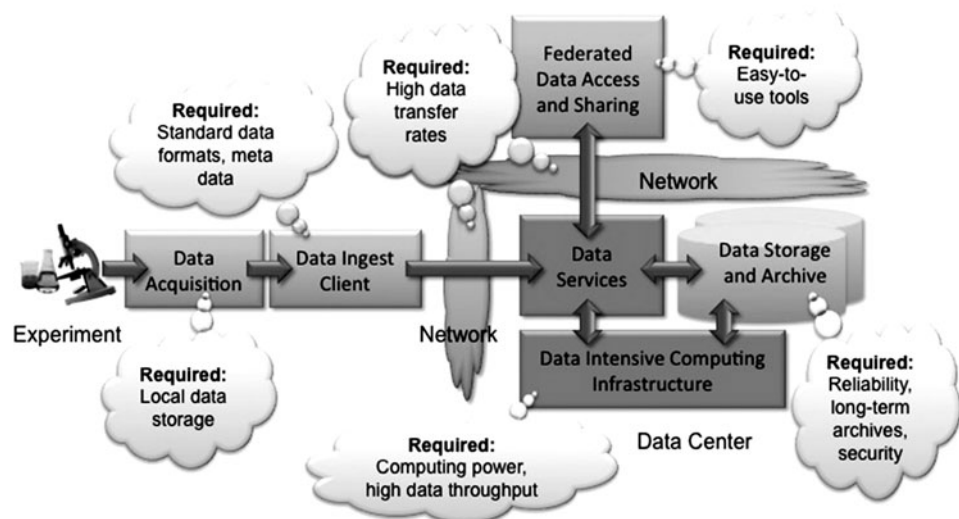 Required:
Standard data
formats, meta
data
Required:
High data
transfer
rates
Federated
Data Access
and Sharing
Required:
Easy-to-
use tools
Network
Experiment
Data
Acquisition
Data Ingest
Client
Network
Data
Services
Data Storage
and Archive
Data Intensive Computing
Infrastructure
Data Center
Required:
Local data
storage
Required:
Computing power,
high data throughput
Required:
Reliability,
long-term
archives,
security